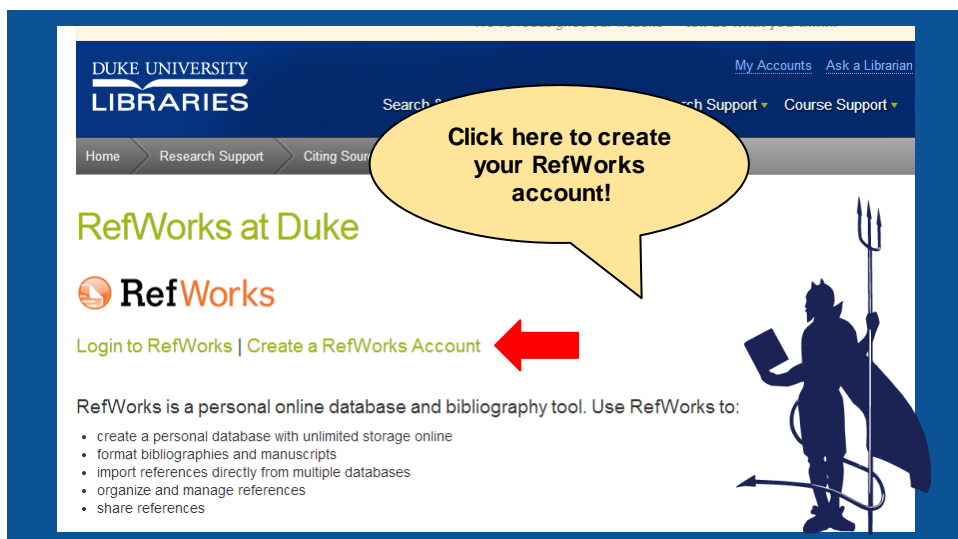 DUKE UNIVERSITY
LIBRARIES
My Accounts Ask a Librarian
Search & Support Course Support
Home Research Support Citing
Click here to create
your RefWorks
account!
RefWorks at Duke
RefWorks
Login to RefWorks | Create a RefWorks Account
RefWorks is a personal online database and bibliography tool. Use RefWorks to:
• create a personal database with unlimited storage online
• format bibliographies and manuscripts
• import references directly from multiple databases
• organize and manage references
• share references